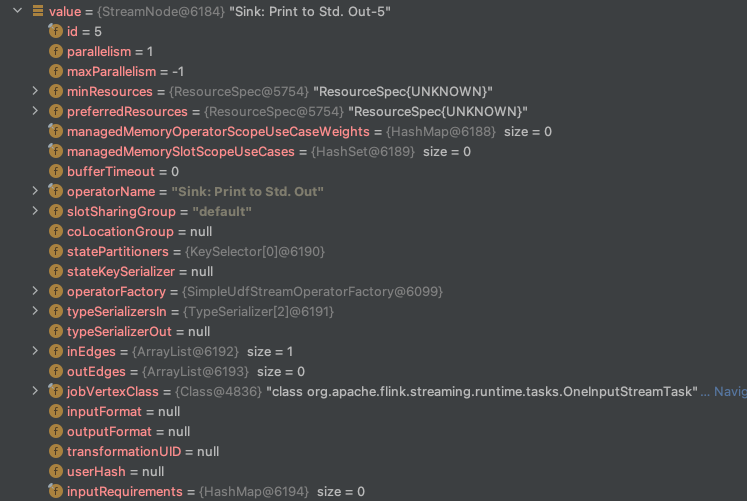 value = {StreamNode@6184} "Sink: Print to Std. Out-5"
f id = 5
f parallelism = 1
f maxParallelism = -1
f minResources = {ResourceSpec@5754} "ResourceSpec{UNKNOWN}"
f preferredResources = {ResourceSpec@5754} "ResourceSpec{UNKNOWN}"
f managedMemoryOperatorScopeUseCaseWeights = {HashMap@6188} size = 0
f managedMemorySlotScopeUseCases = {HashSet@6189} size = 0
f bufferTimeout = 0
f operatorName = "Sink: Print to Std. Out"
f slotSharingGroup = "default"
f coLocationGroup = null
f statePartitioners = {KeySelector[0]@6190}
f stateKeySerializer = null
f operatorFactory = {SimpleUdfStreamOperatorFactory@6099}
f typeSerializersIn = {TypeSerializer[2]@6191}
f typeSerializerOut = null
f inEdges = {ArrayList@6192} size = 1
f outEdges = {ArrayList@6193} size = 0
f jobVertexClass = {Class@4836} "class org.apache.flink.streaming.runtime.tasks.OneInputStreamTask" ... Navig
f inputFormat = null
f outputFormat = null
f transformationUID = null
f userHash = null
f inputRequirements = {HashMap@6194} size = 0